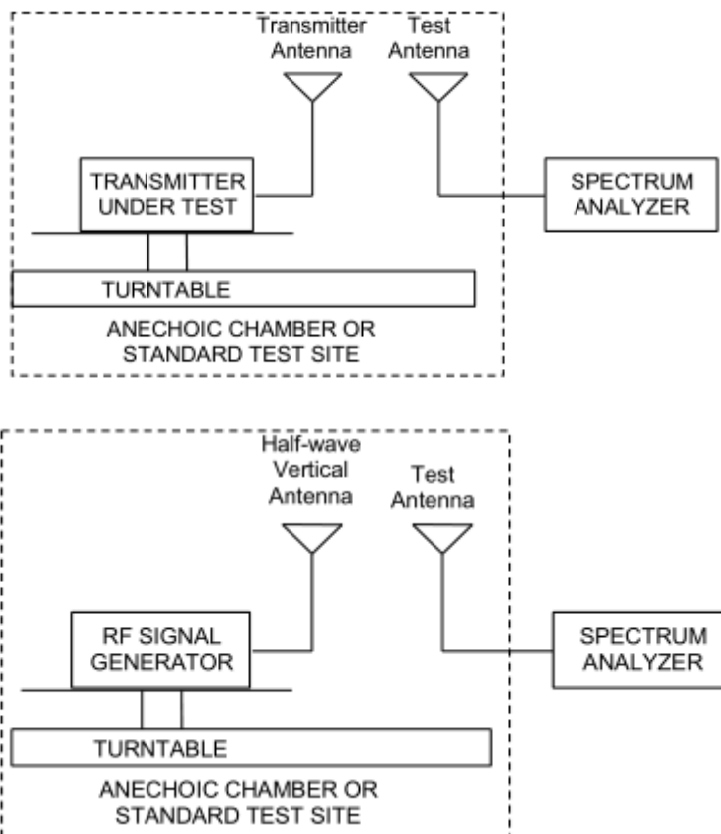 Transmitter
Antenna
Test
Antenna
TRANSMITTER
UNDER TEST
SPECTRUM
ANALYZER
TURNTABLE
ANECHOIC CHAMBER OR
STANDARD TEST SITE
Half-wave
Vertical
Antenna
Test
Antenna
RF SIGNAL
GENERATOR
SPECTRUM
ANALYZER
TURNTABLE
ANECHOIC CHAMBER OR
STANDARD TEST SITE